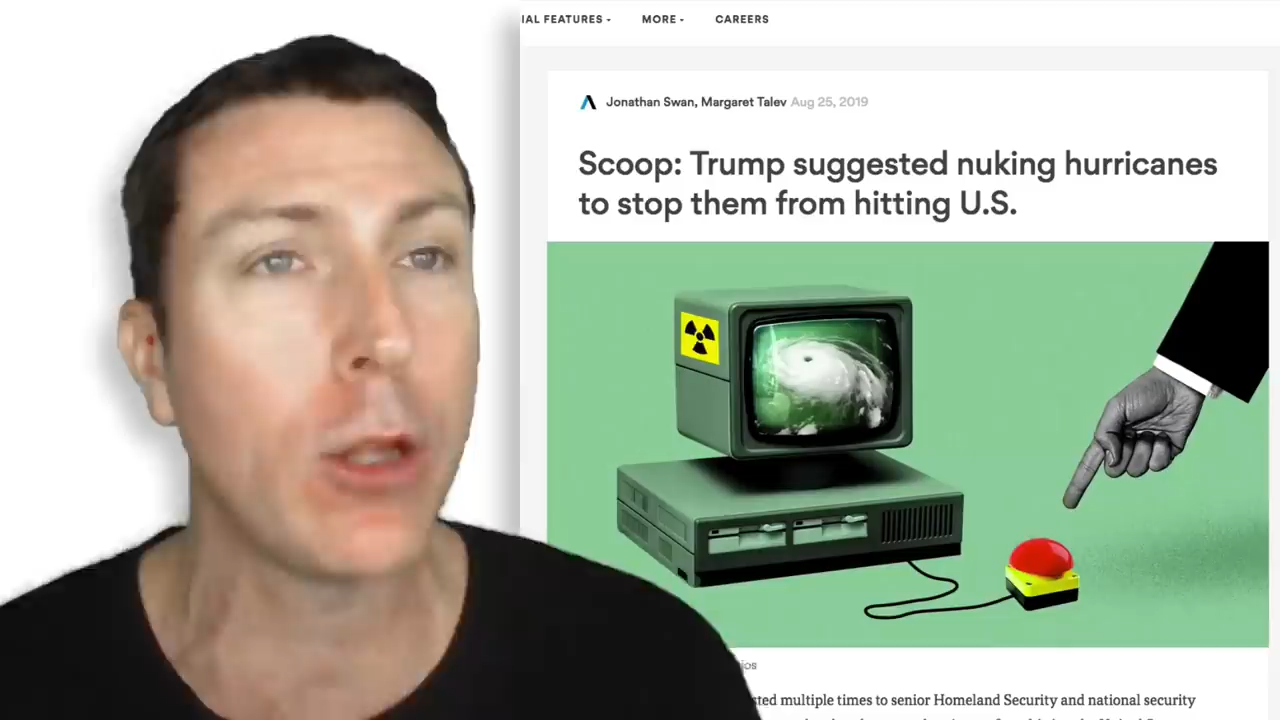 IAL FEATURES
MORE
CAREERS
Jonathan Swan, Margaret Talev Aug 25, 2019
Scoop: Trump suggested nuking hurricanes
to stop them from hitting U.S.
ios
sted multiple times to senior Homeland Security and national security